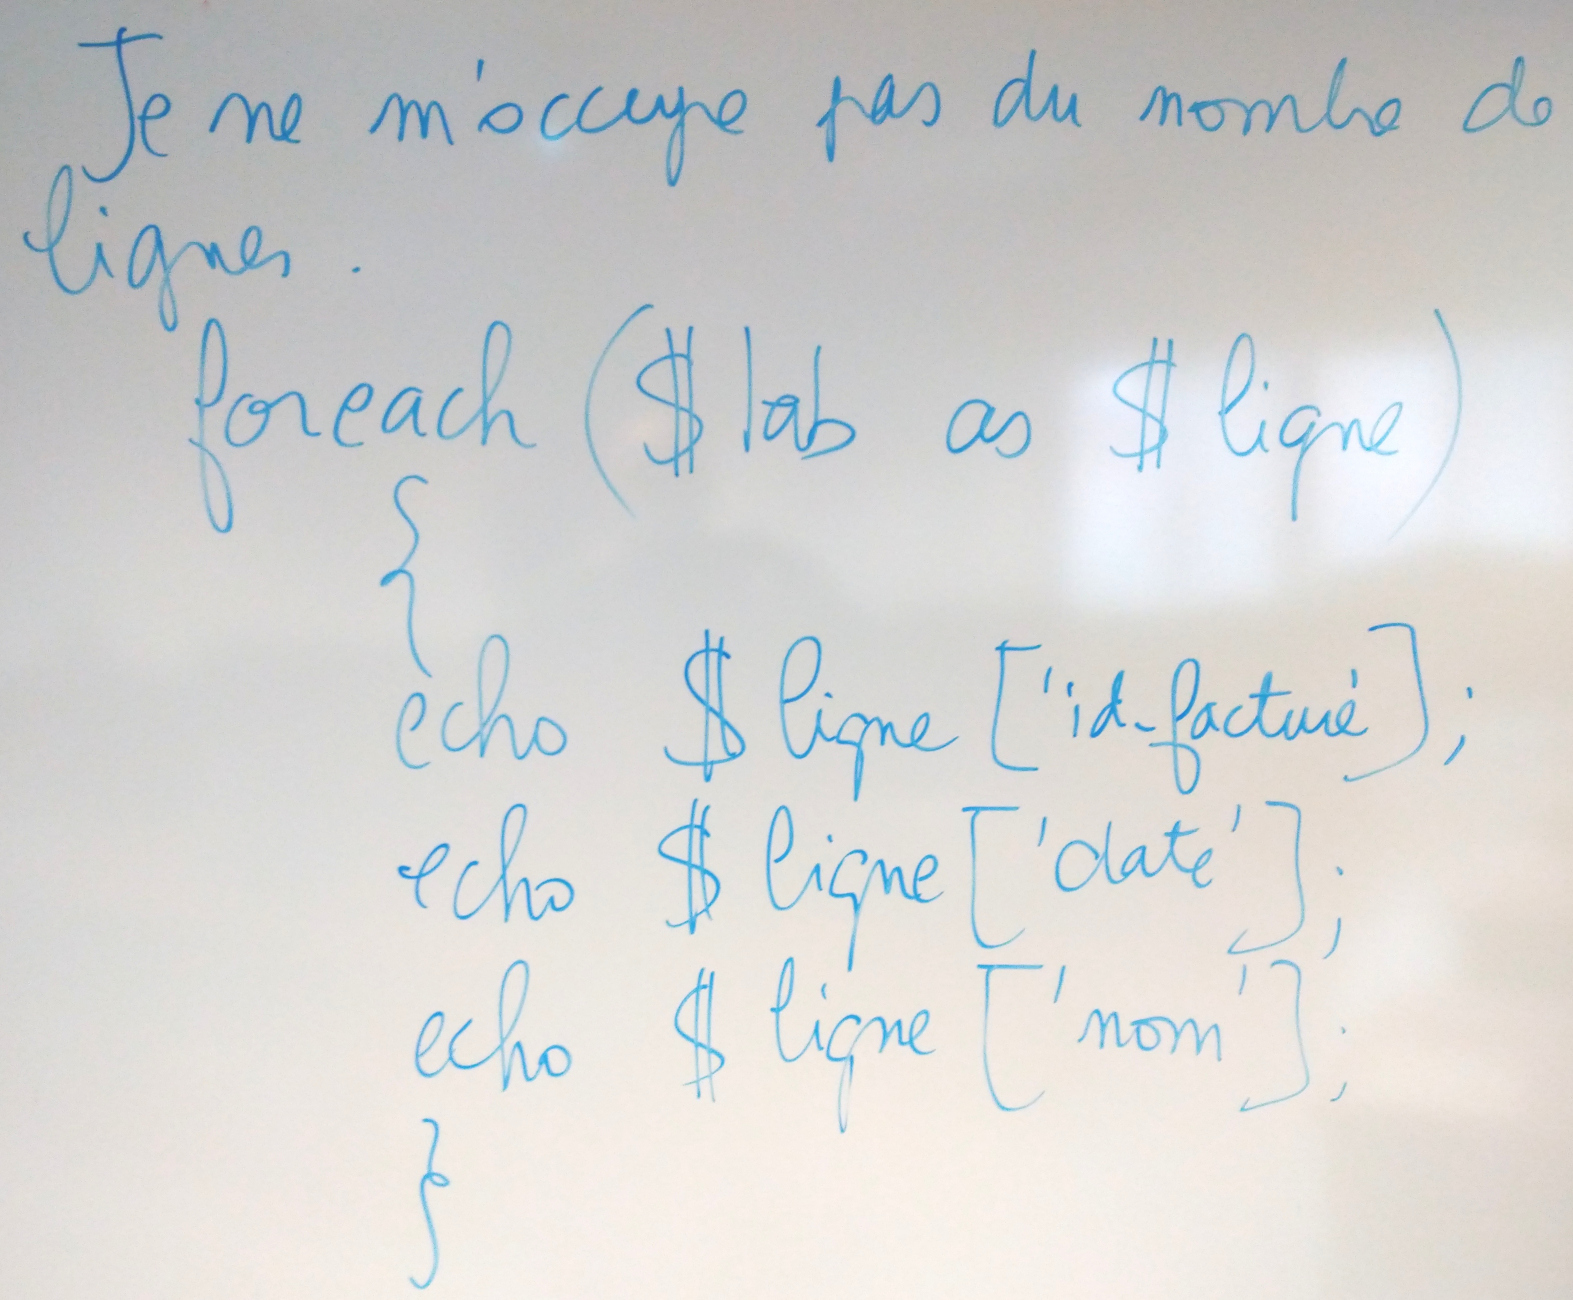 Je ne m'occupe pas du nombre de
lignes.
foreach ($lab as $ligne)
{
echo $ligne ['id_facture'];
echo $ligne ['date'];
echo $ligne ['nom'];
}